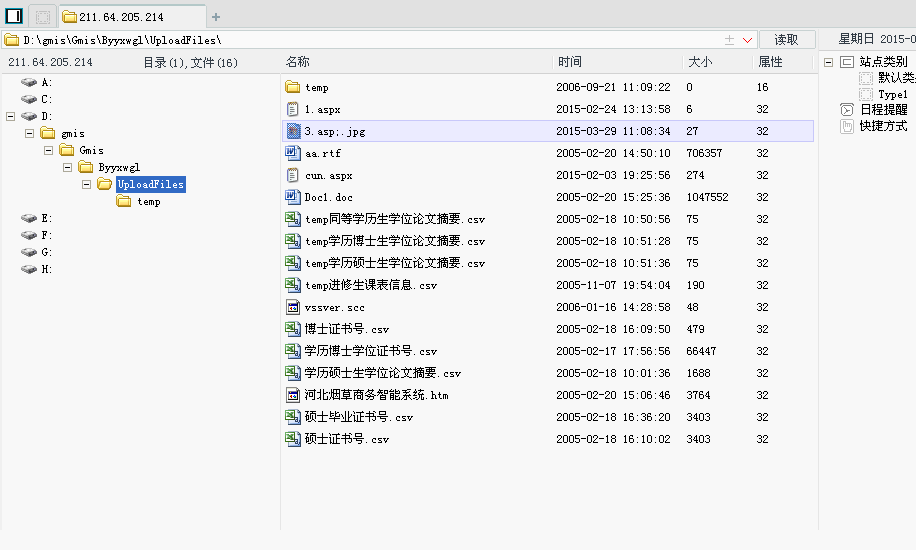 211.64.205.214
D:\gmis\Gmis\Byyxwgl\UploadFiles\ 读取 星期日 2015-0
211.64.205.214 目录(1),文件(16) 名称 时间 大小 属性
A:
C:
D:
gmis
Gmis
Byyxwgl
UploadFiles
temp
E:
F:
G:
H:
temp 2006-09-21 11:09:22 0 16
1.aspx 2015-02-24 13:13:58 6 32
3.asp;.jpg 2015-03-29 11:08:34 27 32
aa.rtf 2005-02-20 14:50:10 706357 32
cun.aspx 2015-02-03 19:25:56 274 32
Doc1.doc 2005-02-20 15:25:36 1047552 32
temp同等学历生学位论文摘要.csv 2005-02-18 10:50:56 75 32
temp学历博士生学位论文摘要.csv 2005-02-18 10:51:28 75 32
temp学历硕士生学位论文摘要.csv 2005-02-18 10:51:36 75 32
temp进修生课表信息.csv 2005-11-07 19:54:04 190 32
vssver.scc 2006-01-16 14:28:58 48 32
博士证书号.csv 2005-02-18 16:09:50 479 32
学历博士学位证书号.csv 2005-02-17 17:56:56 66447 32
学历硕士生学位论文摘要.csv 2005-02-18 10:01:36 1688 32
河北烟草商务智能系统.htm 2005-02-20 15:06:46 3764 32
硕士毕业证书号.csv 2005-02-18 16:36:20 3403 32
硕士证书号.csv 2005-02-18 16:10:02 3403 32
站点类别
默认类
Type1
日程提醒
快捷方式